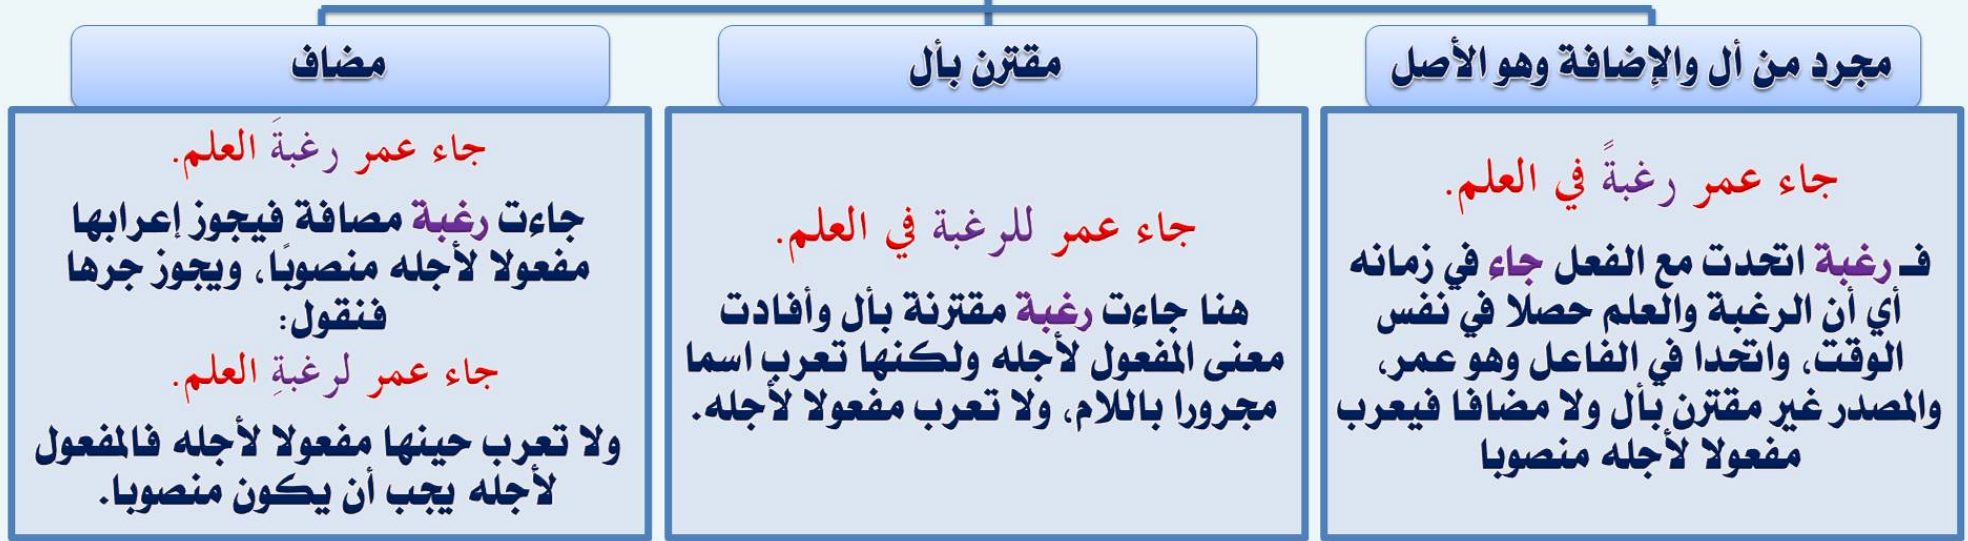 مجرد من أل والإضافة وهو الأصل
جاء عمر رغبةً في العلم.
فـ رغبة اتحدت مع الفعل جاء في زمانه
أي أن الرغبة والعلم حصلا في نفس
الوقت، واتحدا في الفاعل وهو عمر،
والمصدر غير مقترن بأل ولا مضافا فيعرب
مفعولا لأجله منصوبا
مقترن بأل
جاء عمر للرغبة في العلم.
هنا جاءت رغبة مقترنة بأل وأفادت
معنى المفعول لأجله ولكنها تعرب اسما
مجرورا باللام، ولا تعرب مفعولا لأجله.
مضاف
جاء عمر رغبةَ العلم.
جاءت رغبة مصافة فيجوز إعرابها
مفعولا لأجله منصوبًا، ويجوز جرها
فنقول:
جاء عمر لرغبةِ العلم.
ولا تعرب حينها مفعولا لأجله فالمفعول
لأجله يجب أن يكون منصوبا.